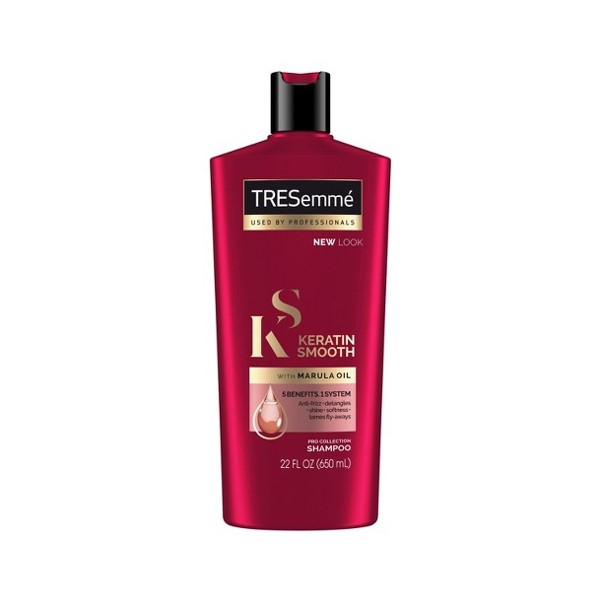 TRESemmé
USED BY PROFESSIONALS
NEW LOOK
KS
KERATIN
SMOOTH
WITH MARULA OIL
5 BENEFITS, 1 SYSTEM
Anti-frizz • detangles
• shine • softness •
tames fly-aways
PRO COLLECTION
SHAMPOO
22 FL OZ (650 mL)